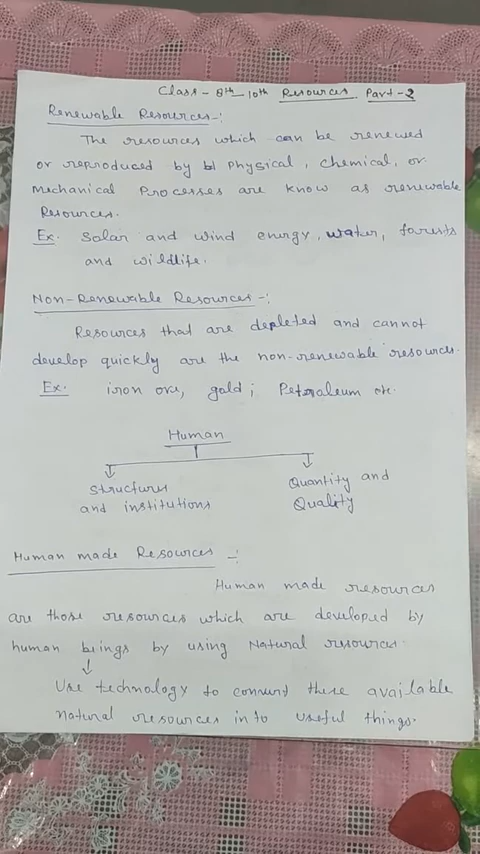 Class - 8th - 10th Resources Part-2
Renewable Resources-:
The resources which can be renewed
or reproduced by Physical, Chemical, or
Mechanical Processes are know as renewable
Resources.
Ex. Solar and wind energy, water, forests
and wildlife.
Non-Renewable Resources-:
Resources that are depleted and cannot
develop quickly are the non-renewable resources.
Ex. iron ore, gold; Petroleum etc.
Human
Structures
and institutions
Quantity and
Quality
Human made Resources -:
Human made resources
are those resources which are developed by
human beings by using Natural resources.
Use technology to convert these available
natural resources in to useful things.